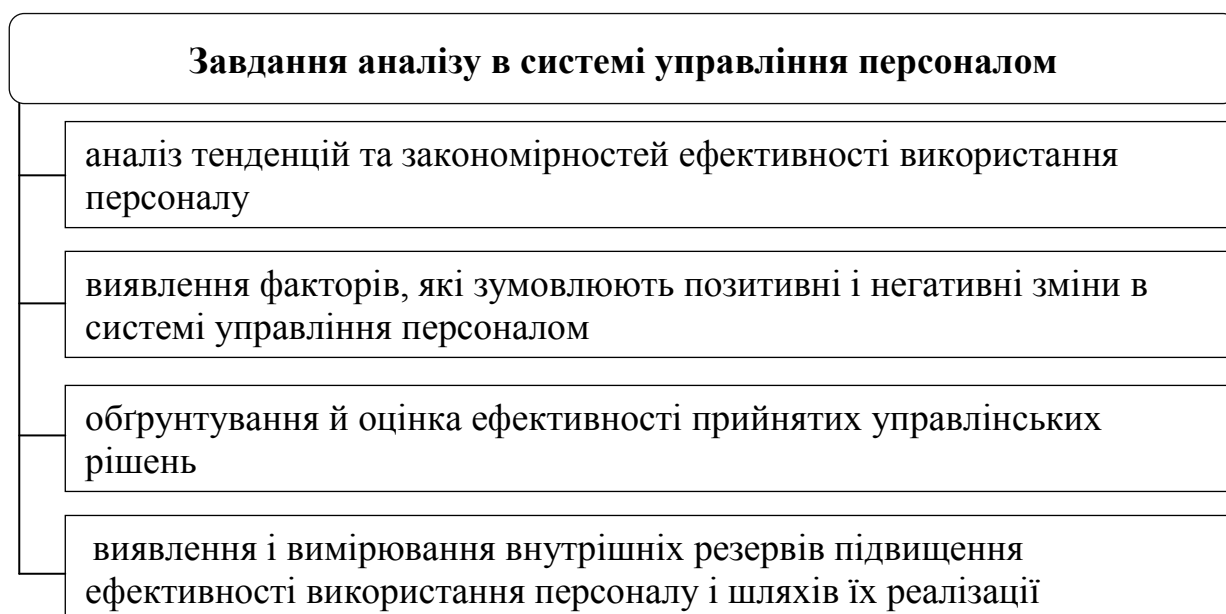 Завдання аналізу в системі управління персоналом
аналіз тенденцій та закономірностей ефективності використання
персоналу
виявлення факторів, які зумовлюють позитивні і негативні зміни в
системі управління персоналом
обґрунтування й оцінка ефективності прийнятих управлінських
рішень
виявлення і вимірювання внутрішніх резервів підвищення
ефективності використання персоналу і шляхів їх реалізації